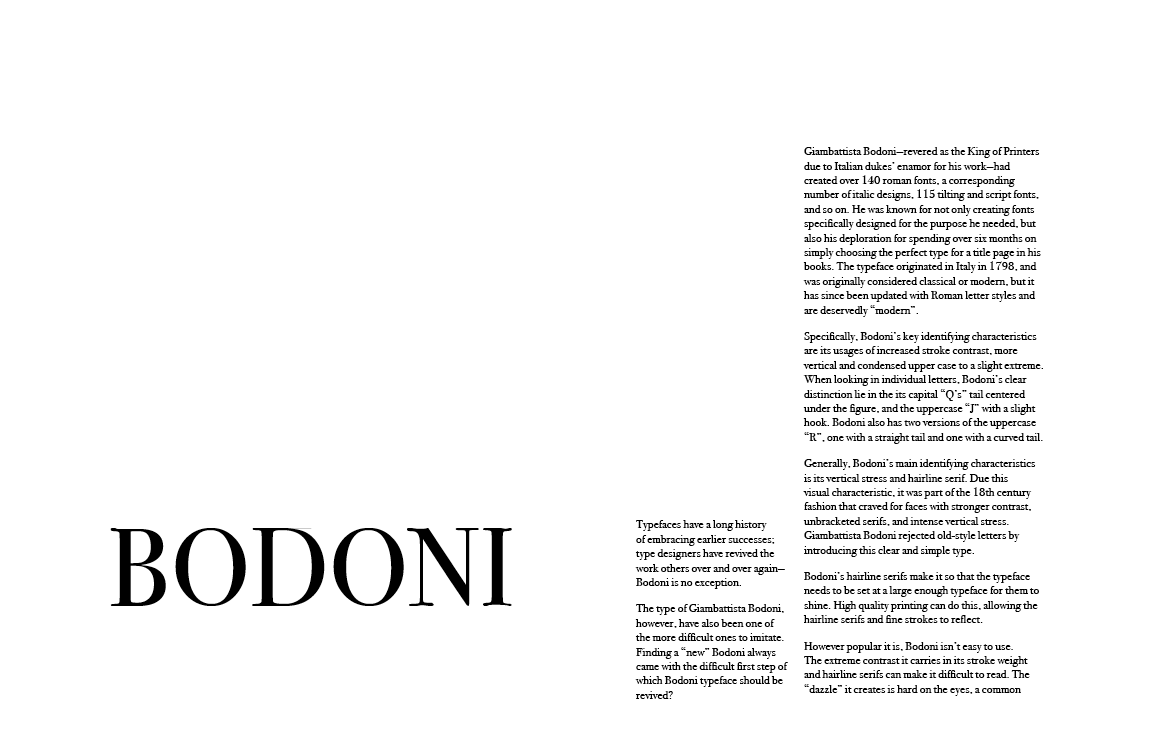 BODONI
Typefaces have a long history
of embracing earlier successes;
type designers have revived the
work others over and over again—
Bodoni is no exception.
The type of Giambattista Bodoni,
however, have also been one of
the more difficult ones to imitate.
Finding a “new” Bodoni always
came with the difficult first step of
which Bodoni typeface should be
revived?
Giambattista Bodoni—revered as the King of Printers
due to Italian dukes’ enamor for his work—had
created over 140 roman fonts, a corresponding
number of italic designs, 115 tilting and script fonts,
and so on. He was known for not only creating fonts
specifically designed for the purpose he needed, but
also his deploration for spending over six months on
simply choosing the perfect type for a title page in his
books. The typeface originated in Italy in 1798, and
was originally considered classical or modern, but it
has since been updated with Roman letter styles and
are deservedly “modern”.
Specifically, Bodoni’s key identifying characteristics
are its usages of increased stroke contrast, more
vertical and condensed upper case to a slight extreme.
When looking in individual letters, Bodoni’s clear
distinction lie in the its capital “Q’s” tail centered
under the figure, and the uppercase “J” with a slight
hook. Bodoni also has two versions of the uppercase
“R”, one with a straight tail and one with a curved tail.
Generally, Bodoni’s main identifying characteristics
is its vertical stress and hairline serif. Due this
visual characteristic, it was part of the 18th century
fashion that craved for faces with stronger contrast,
unbracketed serifs, and intense vertical stress.
Giambattista Bodoni rejected old-style letters by
introducing this clear and simple type.
Bodoni’s hairline serifs make it so that the typeface
needs to be set at a large enough typeface for them to
shine. High quality printing can do this, allowing the
hairline serifs and fine strokes to reflect.
However popular it is, Bodoni isn’t easy to use.
The extreme contrast it carries in its stroke weight
and hairline serifs can make it difficult to read. The
“dazzle” it creates is hard on the eyes, a common